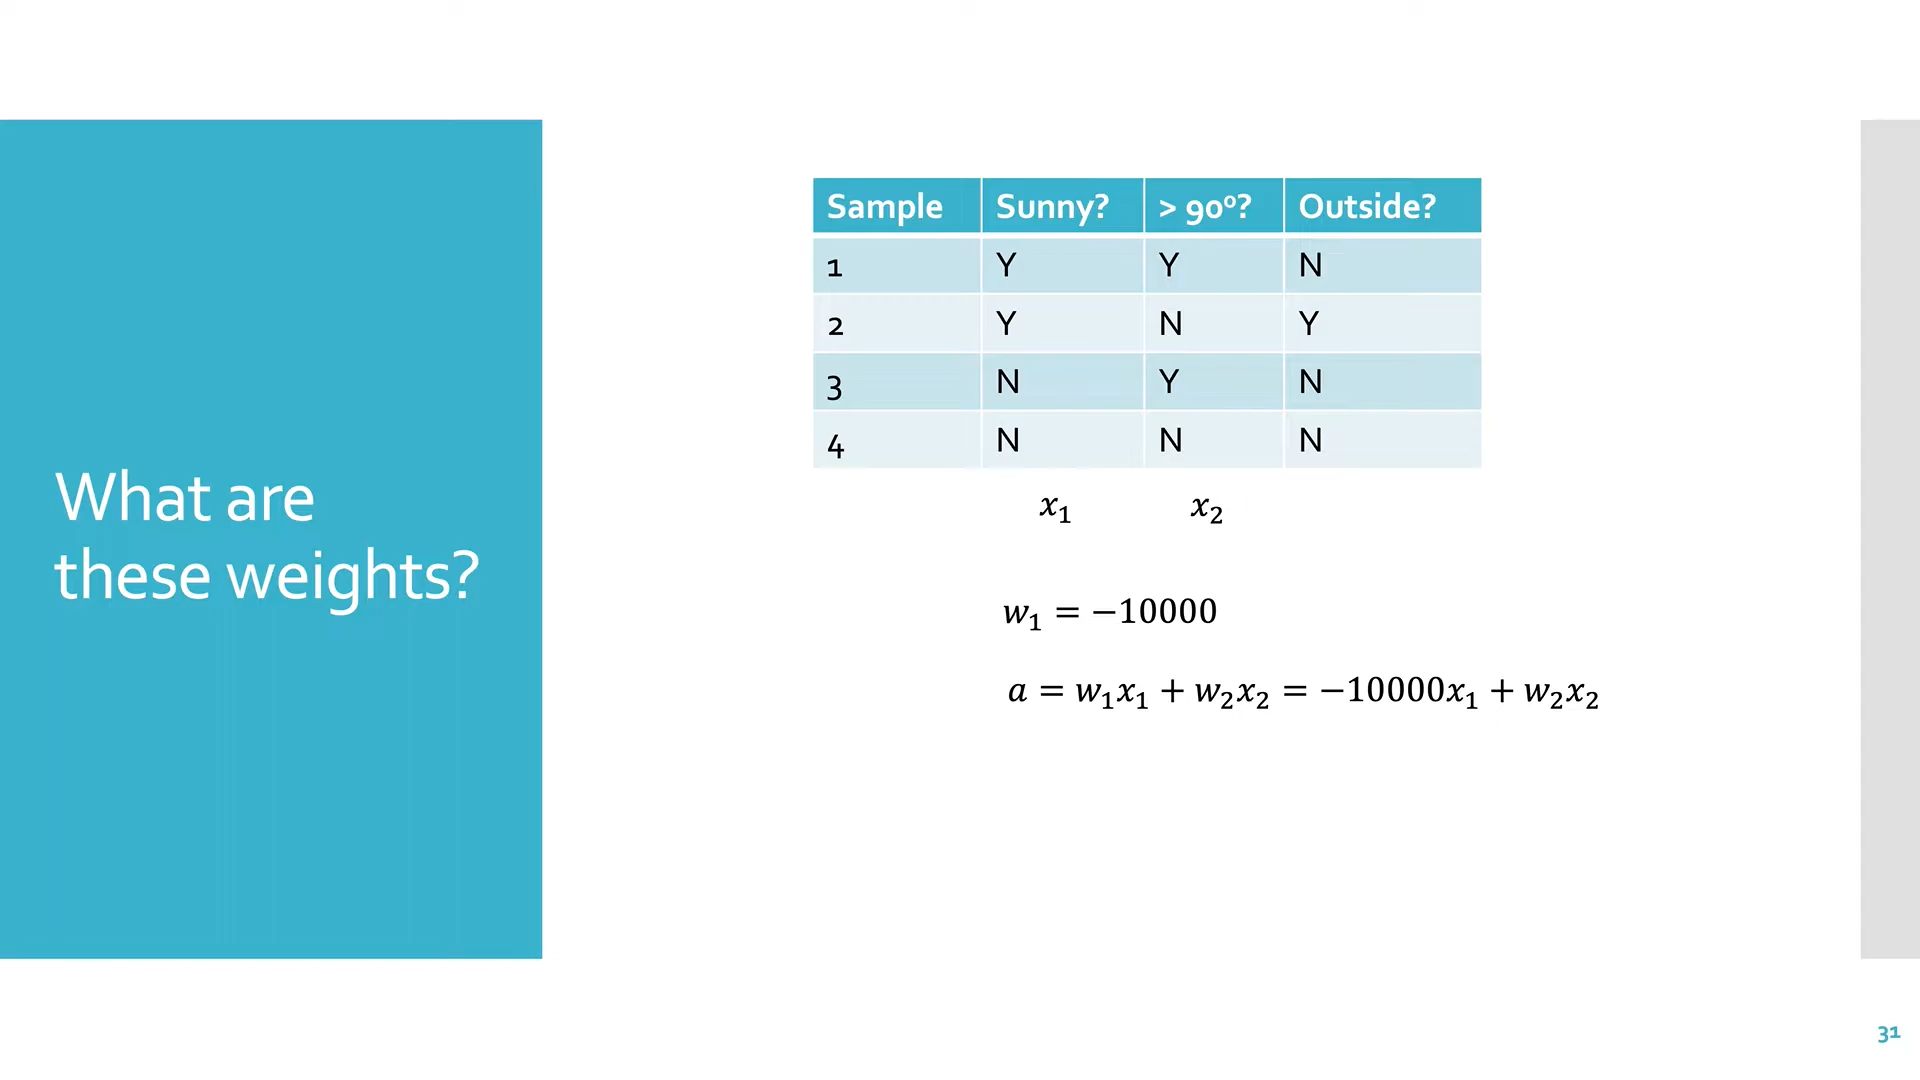 What are
these weights?
Sample Sunny? > 90⁰? Outside?
1 Y Y N
2 Y N Y
3 N Y N
4 N N N
x₁ x₂
w₁ = −10000
a = w₁x₁ + w₂x₂ = −10000x₁ + w₂x₂
31